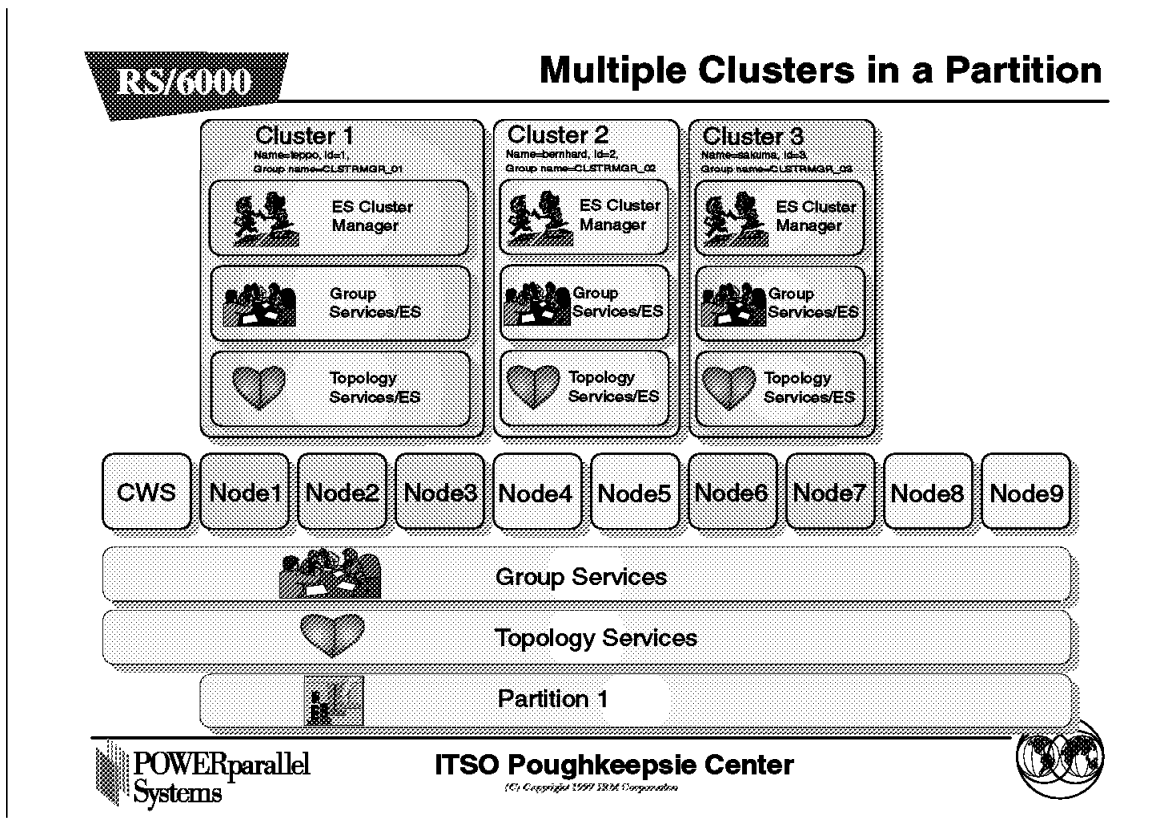 RS/6000
Multiple Clusters in a Partition
Cluster 1
Name=leppo, Id=1,
Group name=CLSTRMGR_01
ES Cluster
Manager
Group
Services/ES
Topology
Services/ES
Cluster 2
Name=bernhard, Id=2,
Group name=CLSTRMGR_02
ES Cluster
Manager
Group
Services/ES
Topology
Services/ES
Cluster 3
Name=sakuma, Id=3,
Group name=CLSTRMGR_03
ES Cluster
Manager
Group
Services/ES
Topology
Services/ES
CWS
Node1
Node2
Node3
Node4
Node5
Node6
Node7
Node8
Node9
Group Services
Topology Services
Partition 1
POWERparallel
Systems
ITSO Poughkeepsie Center
(C) Copyright 1997 IBM Corporation